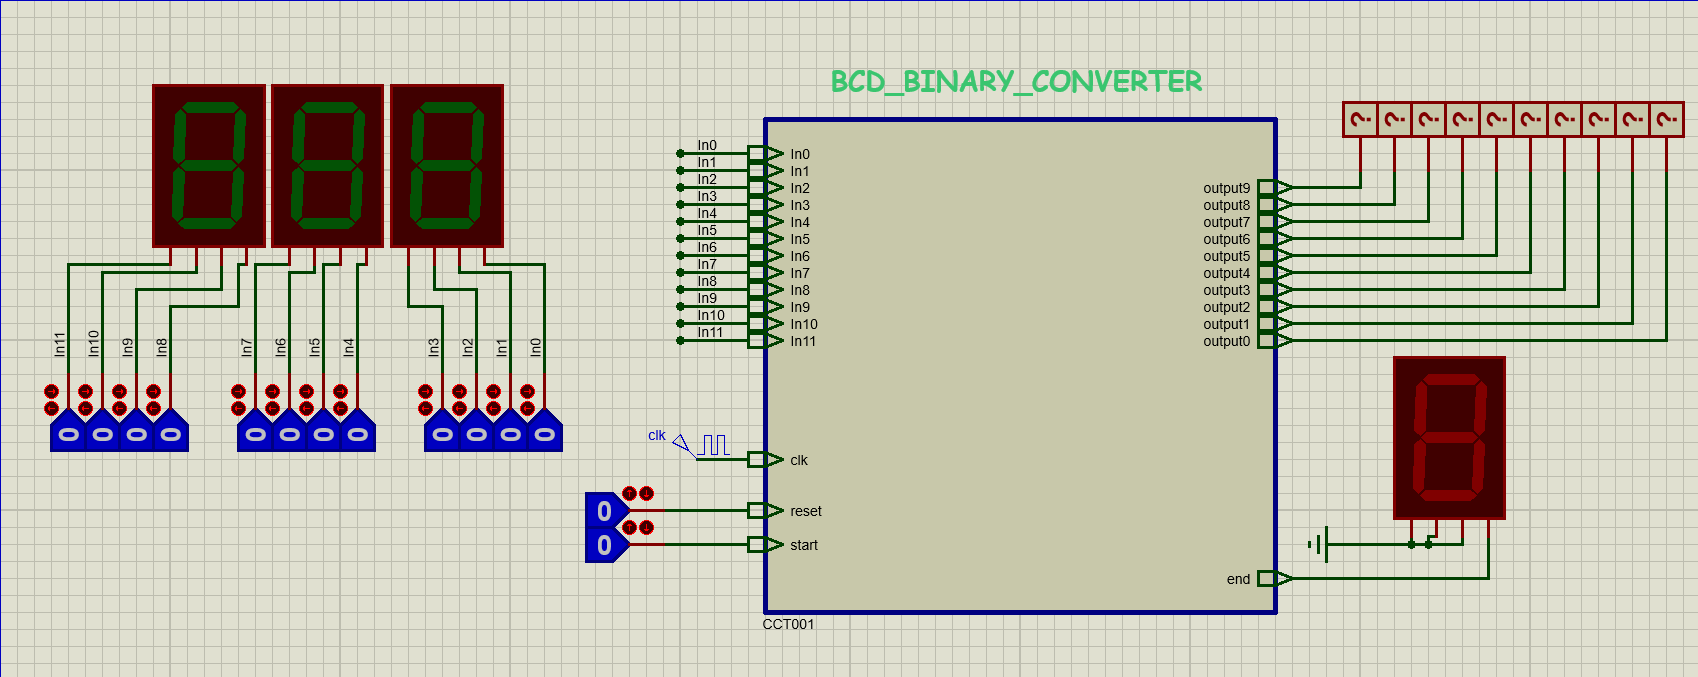 BCD_BINARY_CONVERTER
? ? ? ? ? ? ? ? ? ?
In0 In0
In1 In1
In2 In2 output9
In3 In3 output8
In4 In4 output7
In5 In5 output6
In6 In6 output5
In7 In7 output4
In8 In8 output3
In9 In9 output2
In10 In10 output1
In11 In11 output0
In11 In10 In9 In8 In7 In6 In5 In4 In3 In2 In1 In0
0 0 0 0 0 0 0 0 0 0 0 0
clk clk
0 reset
0 start
end
CCT001